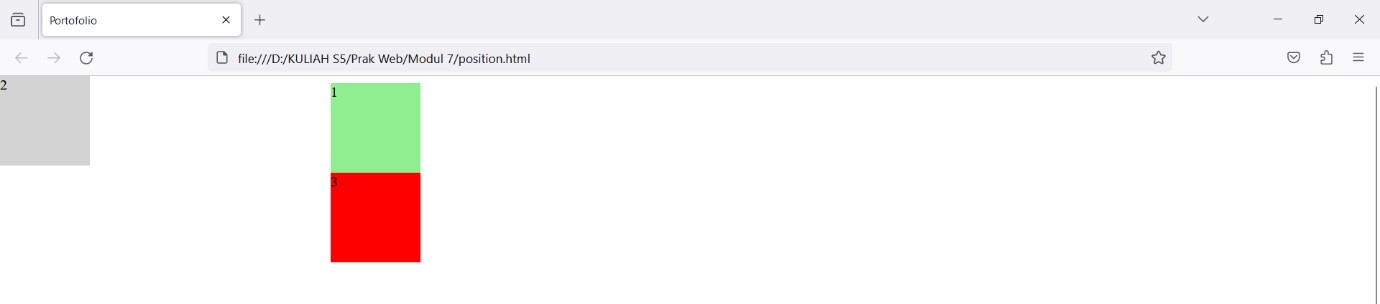 Portofolio
file:///D:/KULIAH S5/Prak Web/Modul 7/position.html
2
1
3